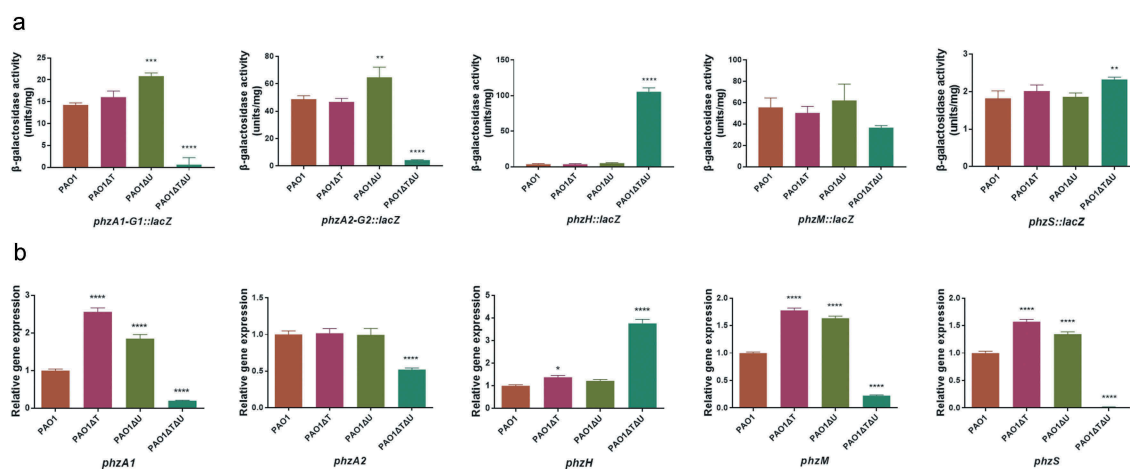 a
β-galactosidase activity
(units/mg)
25
20
15
10
5
0
***
****
PAO1
PAO1ΔT
PAO1ΔU
PAO1ΔTΔU
phzA1-G1::lacZ
β-galactosidase activity
(units/mg)
80
60
40
20
0
**
****
PAO1
PAO1ΔT
PAO1ΔU
PAO1ΔTΔU
phzA2-G2::lacZ
β-galactosidase activity
(units/mg)
150
100
50
0
****
PAO1
PAO1ΔT
PAO1ΔU
PAO1ΔTΔU
phzH::lacZ
β-galactosidase activity
(units/mg)
100
80
60
40
20
0
PAO1
PAO1ΔT
PAO1ΔU
PAO1ΔTΔU
phzM::lacZ
β-galactosidase activity
(units/mg)
3
2
1
0
**
PAO1
PAO1ΔT
PAO1ΔU
PAO1ΔTΔU
phzS::lacZ
b
Relative gene expression
3
2
1
0
****
****
****
PAO1
PAO1ΔT
PAO1ΔU
PAO1ΔTΔU
phzA1
Relative gene expression
1.5
1.0
0.5
0.0
****
PAO1
PAO1ΔT
PAO1ΔU
PAO1ΔTΔU
phzA2
Relative gene expression
5
4
3
2
1
0
*
****
PAO1
PAO1ΔT
PAO1ΔU
PAO1ΔTΔU
phzH
Relative gene expression
2.0
1.5
1.0
0.5
0.0
****
****
****
PAO1
PAO1ΔT
PAO1ΔU
PAO1ΔTΔU
phzM
Relative gene expression
2.0
1.5
1.0
0.5
0.0
****
****
****
PAO1
PAO1ΔT
PAO1ΔU
PAO1ΔTΔU
phzS